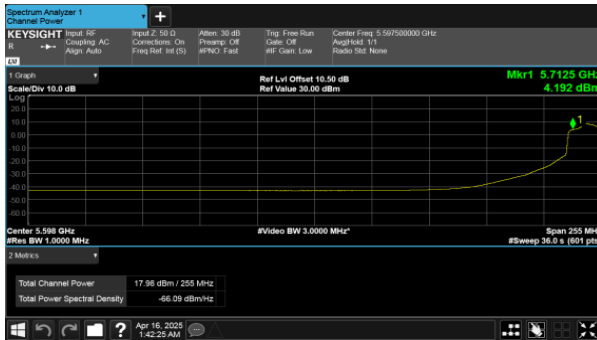 Spectrum Analyzer 1
Channel Power
KEYSIGHT Input: RF Input Z: 50 Ω Atten: 30 dB Trig: Free Run Center Freq: 5.597500000 GHz
R Coupling: AC Corrections: On Preamp: Off Gate: Off Avg|Hold: 1/1
Align: Auto Freq Ref: Int (S) #PNO: Fast #IF Gain: Low Radio Std: None
LXI
1 Graph Ref Lvl Offset 10.50 dB Mkr1 5.7125 GHz
Scale/Div 10.0 dB Ref Value 30.00 dBm 4.192 dBm
Log
20.0
10.0
0.00
-10.0
-20.0
-30.0
-40.0
-50.0
-60.0
1
Center 5.598 GHz #Video BW 3.0000 MHz* Span 255 MH
#Res BW 1.0000 MHz #Sweep 36.0 s (601 pts
2 Metrics
Total Channel Power 17.98 dBm / 255 MHz
Total Power Spectral Density -66.09 dBm/Hz
? Apr 16, 2025
1:42:25 AM